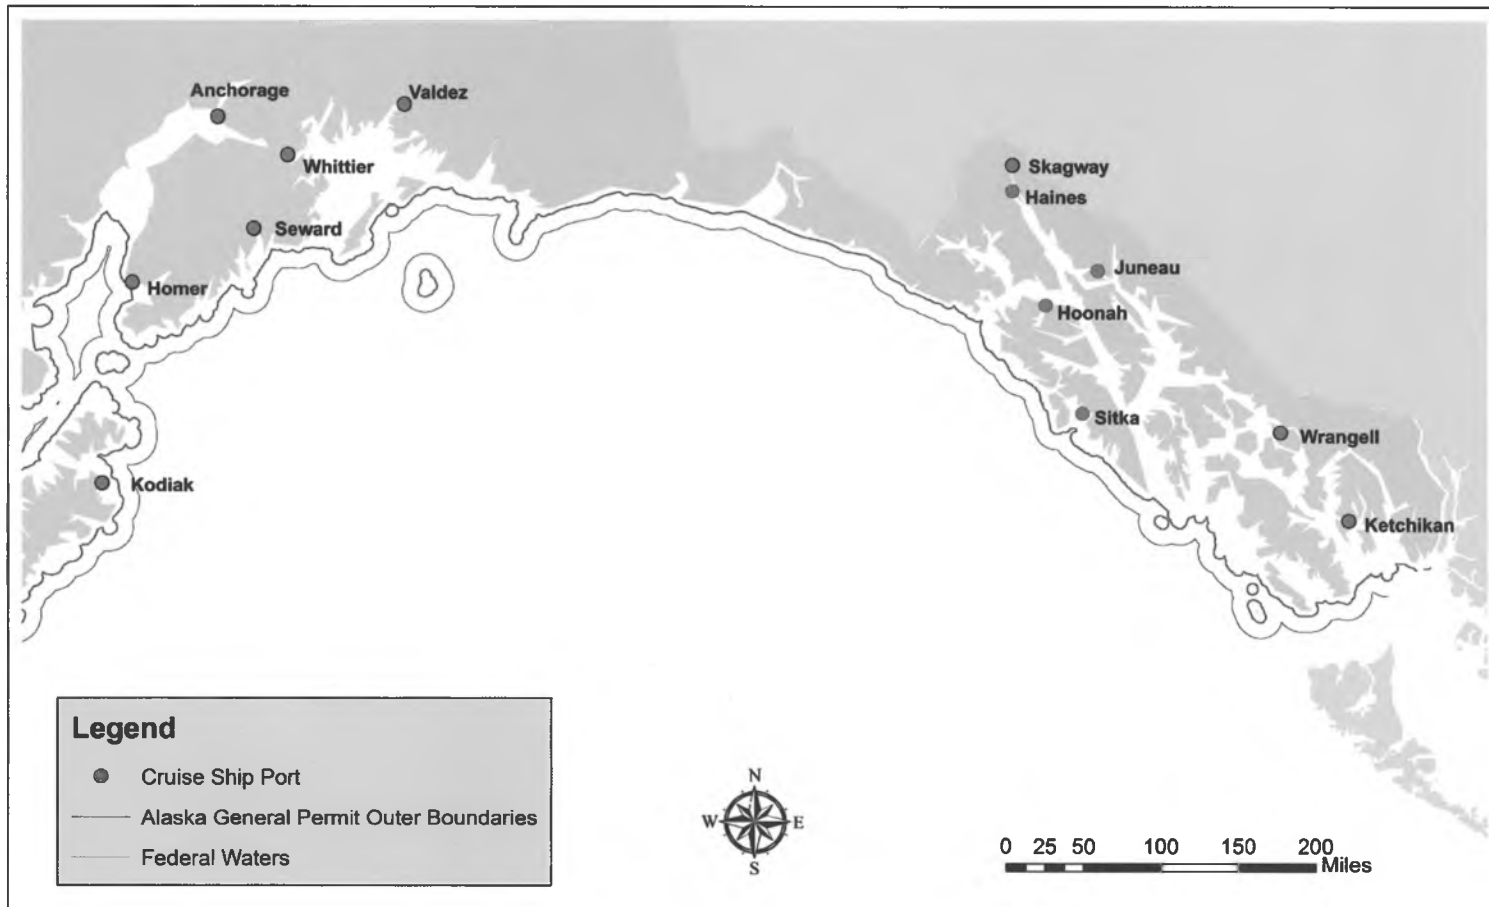 Anchorage
Valdez
Whittier
Skagway
Haines
Seward
Juneau
Homer
Hoonah
Sitka
Wrangell
Kodiak
Ketchikan
Legend
Cruise Ship Port
Alaska General Permit Outer Boundaries
Federal Waters
N
W E
S
0 25 50 100 150 200
Miles